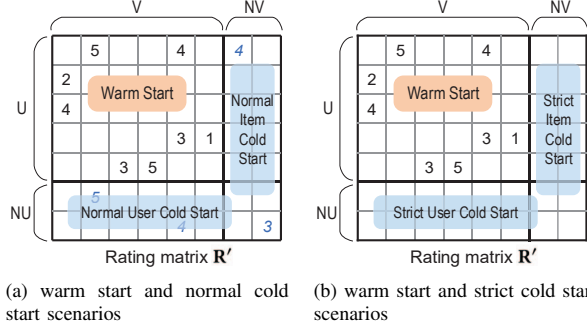 V NV
5 4 4
2
Warm Start
4
U
Normal
Item
Cold
Start
3 1
3 5
5
NU
Normal User Cold Start
4 3
Rating matrix R′
(a) warm start and normal cold
start scenarios
V NV
5 4
2
Warm Start
4
U
Strict
Item
Cold
Start
3 1
3 5
NU
Strict User Cold Start
Rating matrix R′
(b) warm start and strict cold start
scenarios